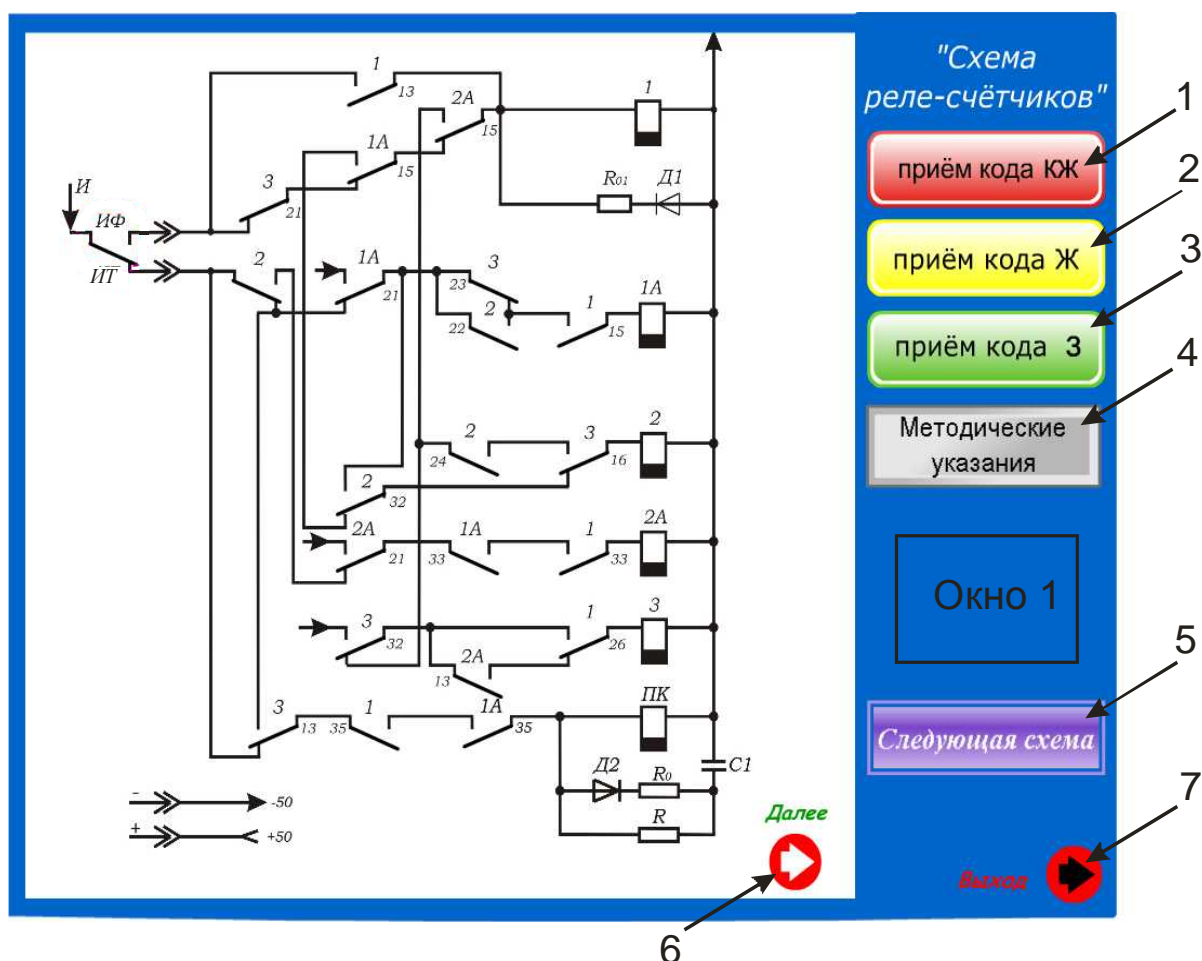 "Схема
реле-счётчиков"
1
приём кода КЖ
2
приём кода Ж
3
приём кода З
4
Методические
указания
Окно 1
5
Следующая схема
7
Выход
Далее
6
1
13
2А
15
1
1А
15
R01
Д1
3
21
И
ИФ
ИТ
2
1А
21
3
23
2
22
1
15
1А
2
24
3
16
2
2
32
2А
21
1А
33
1
33
2А
3
32
1
26
3
2А
13
3
13
35
1
1А
35
ПК
Д2
R0
C1
R
- -50
+ +50